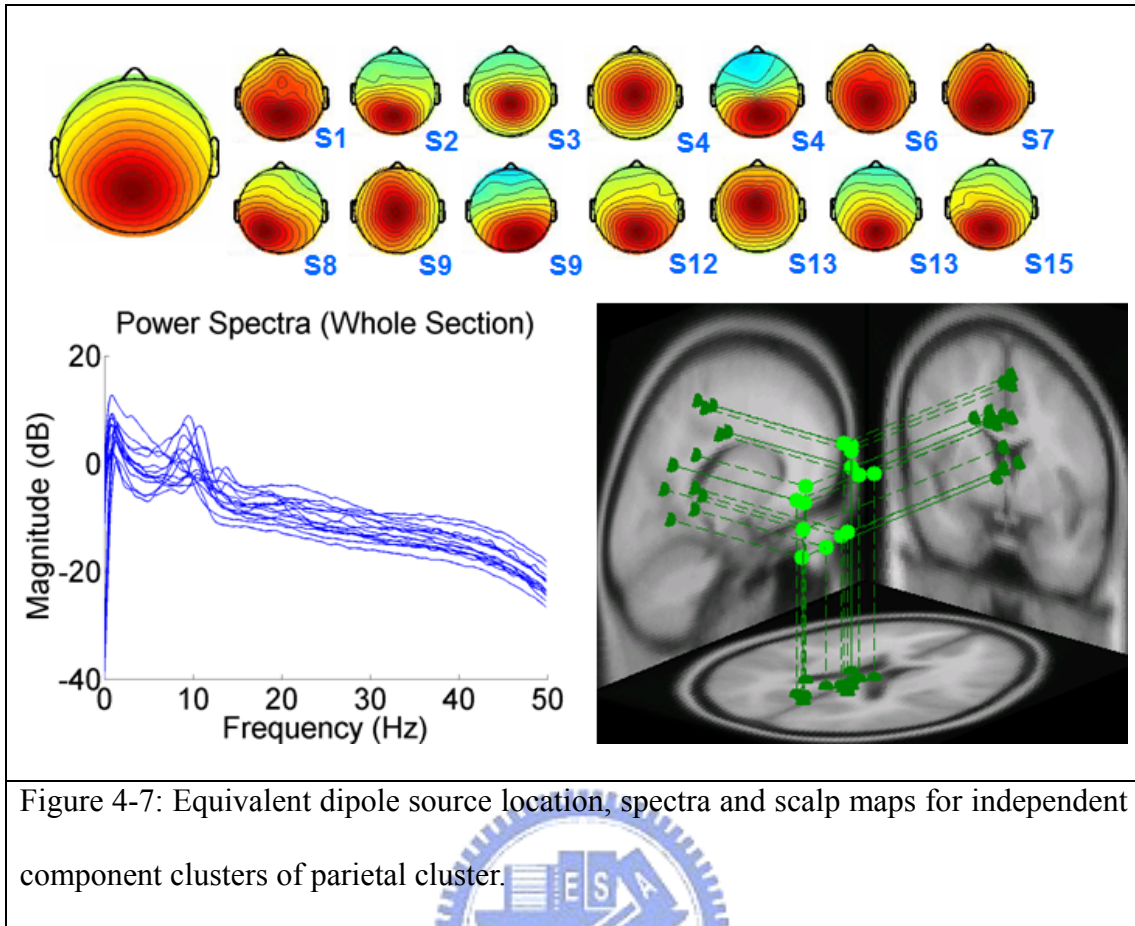 S1 S2 S3 S4 S4 S6 S7
S8 S9 S9 S12 S13 S13 S15
Power Spectra (Whole Section)
20
0
-20
-40
Magnitude (dB)
0 10 20 30 40 50
Frequency (Hz)
Figure 4-7: Equivalent dipole source location, spectra and scalp maps for independent
component clusters of parietal cluster.
E S A